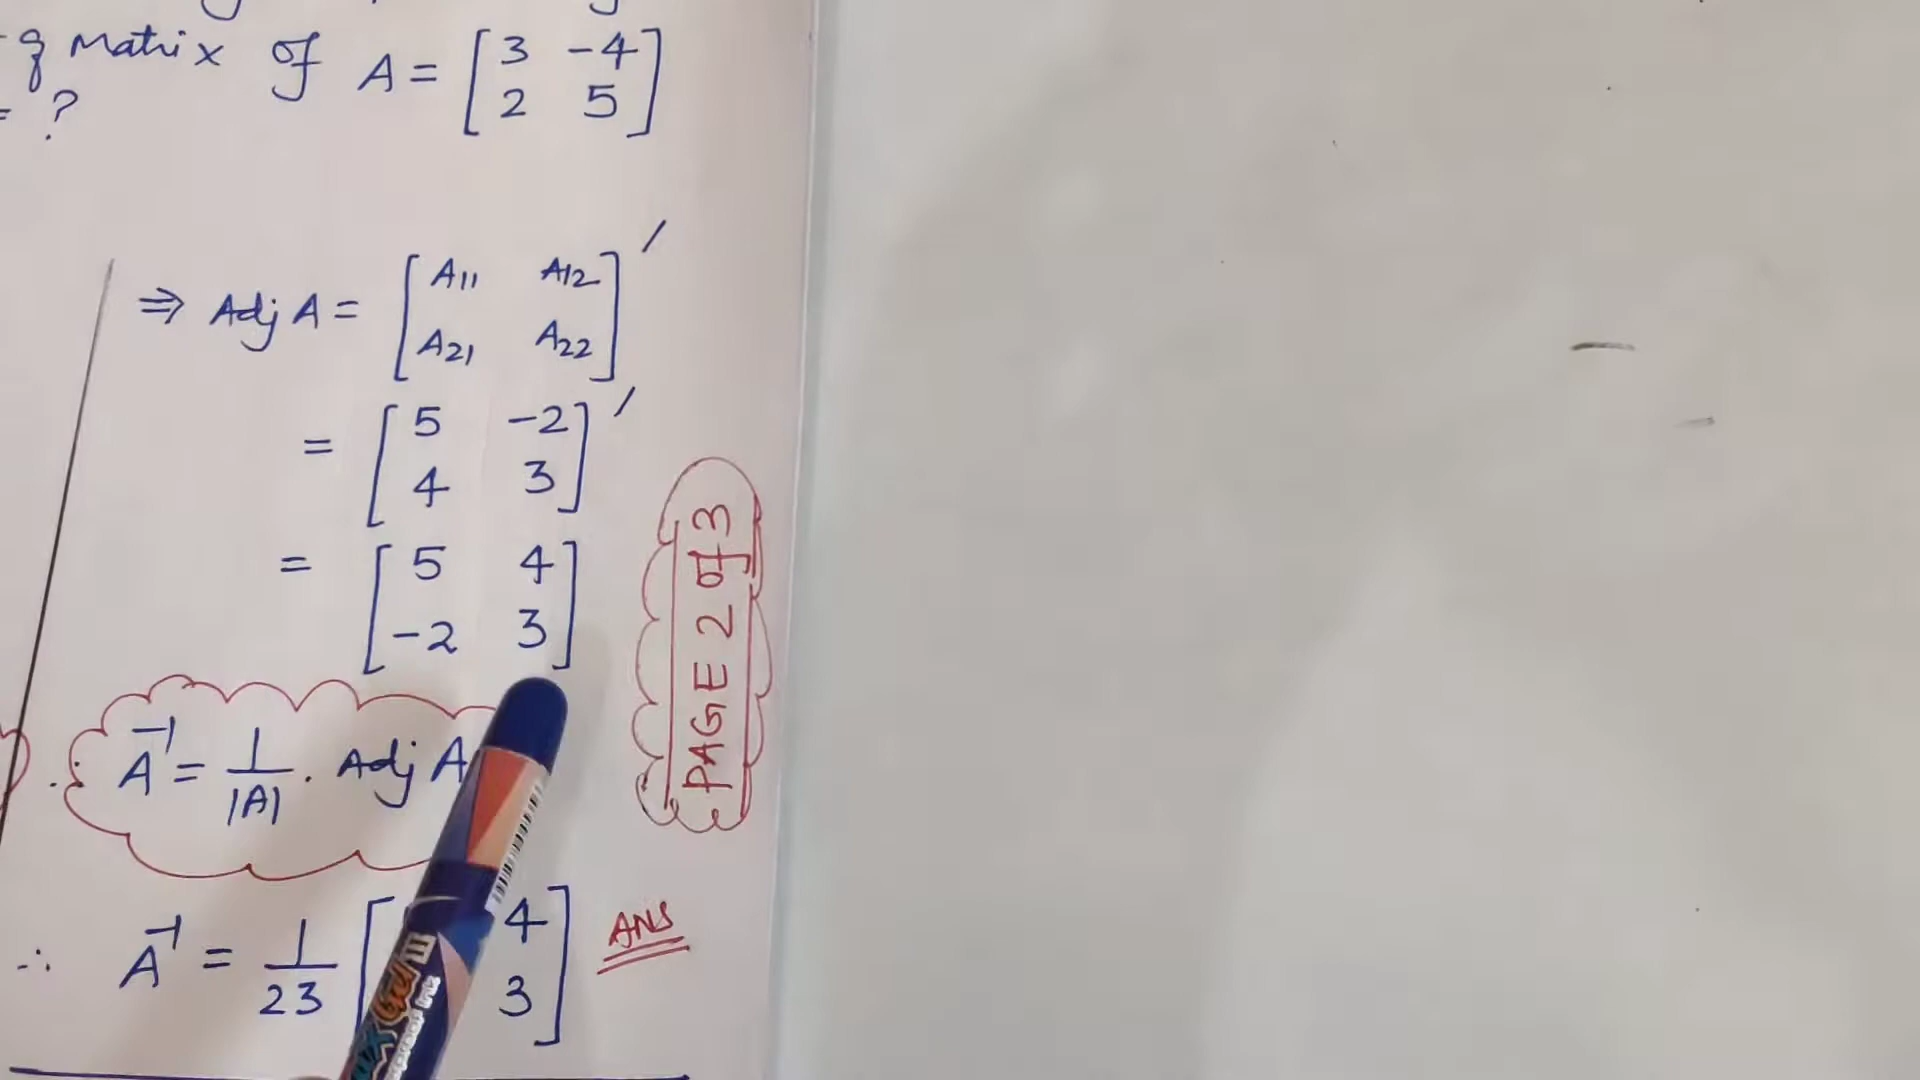 matrix of A = [3 -4
2 5]
= ?
⇒ Adj A = [A11 A12
A21 A22]′
= [5 -2
4 3]′
= [5 4
-2 3]
∴ A⁻¹ = 1/|A| . Adj A
∴ A⁻¹ = 1/23 [ 4
3] ANS
PAGE 2 of 3